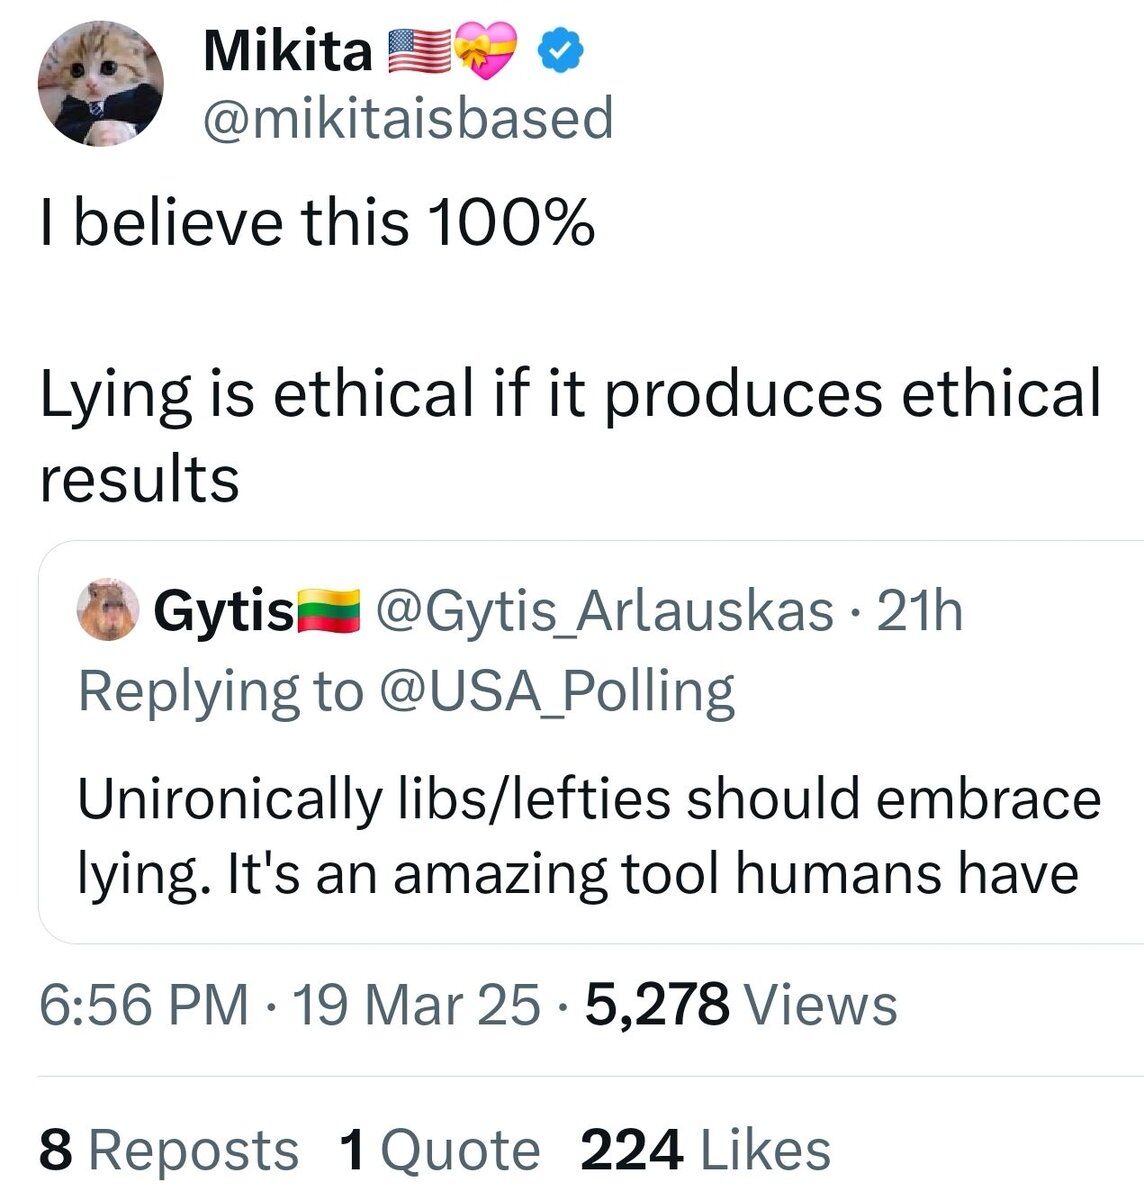 Mikita 🇺🇸💝
@mikitaisbased
I believe this 100%
Lying is ethical if it produces ethical
results
Gytis🇱🇹 @Gytis_Arlauskas · 21h
Replying to @USA_Polling
Unironically libs/lefties should embrace
lying. It's an amazing tool humans have
6:56 PM · 19 Mar 25 · 5,278 Views
8 Reposts 1 Quote 224 Likes